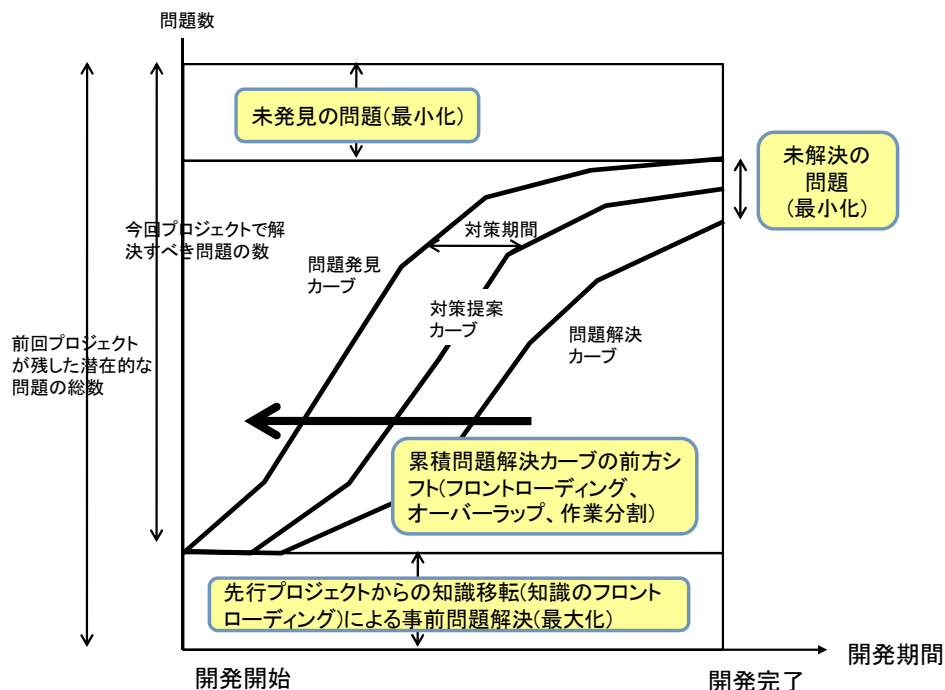 問題数
未発見の問題(最小化)
未解決の
問題
(最小化)
今回プロジェクトで解
決すべき問題の数
対策期間
問題発見
カーブ
対策提案
カーブ
問題解決
カーブ
前回プロジェクト
が残した潜在的な
問題の総数
累積問題解決カーブの前方シ
フト(フロントローディング、
オーバーラップ、作業分割)
先行プロジェクトからの知識移転(知識のフロント
ローディング)による事前問題解決(最大化)
開発期間
開発開始
開発完了